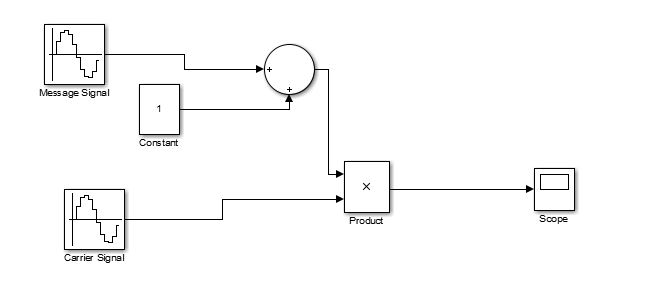 +
+
Message Signal
1
Constant
×
Product
Scope
Carrier Signal